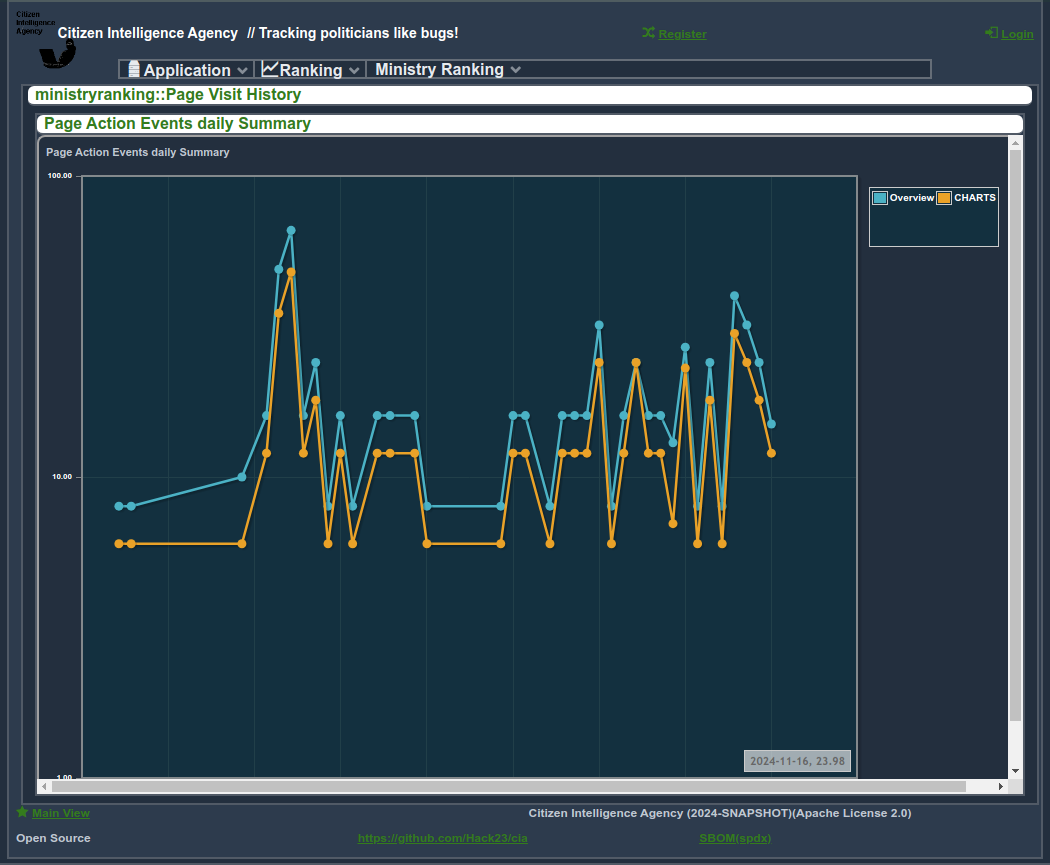 Citizen
Intelligence
Agency
Citizen Intelligence Agency // Tracking politicians like bugs!
Register
Login
Application
Ranking
Ministry Ranking
ministryranking::Page Visit History
Page Action Events daily Summary
Page Action Events daily Summary
100.00
Overview CHARTS
10.00
2024-11-16, 23.98
1.00
Main View
Citizen Intelligence Agency (2024-SNAPSHOT)(Apache License 2.0)
Open Source
https://github.com/Hack23/cia
SBOM(spdx)